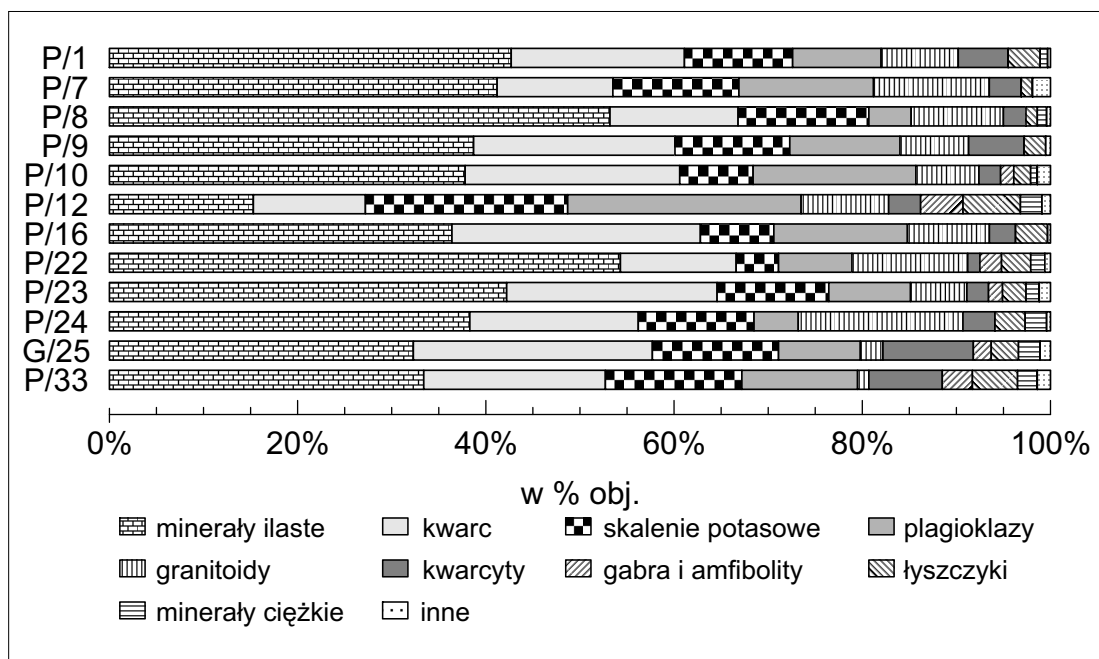 P/1
P/7
P/8
P/9
P/10
P/12
P/16
P/22
P/23
P/24
G/25
P/33
0% 20% 40% 60% 80% 100%
w % obj.
minerały ilaste kwarc skalenie potasowe plagioklazy
granitoidy kwarcyty gabra i amfibolity łyszczyki
minerały ciężkie inne